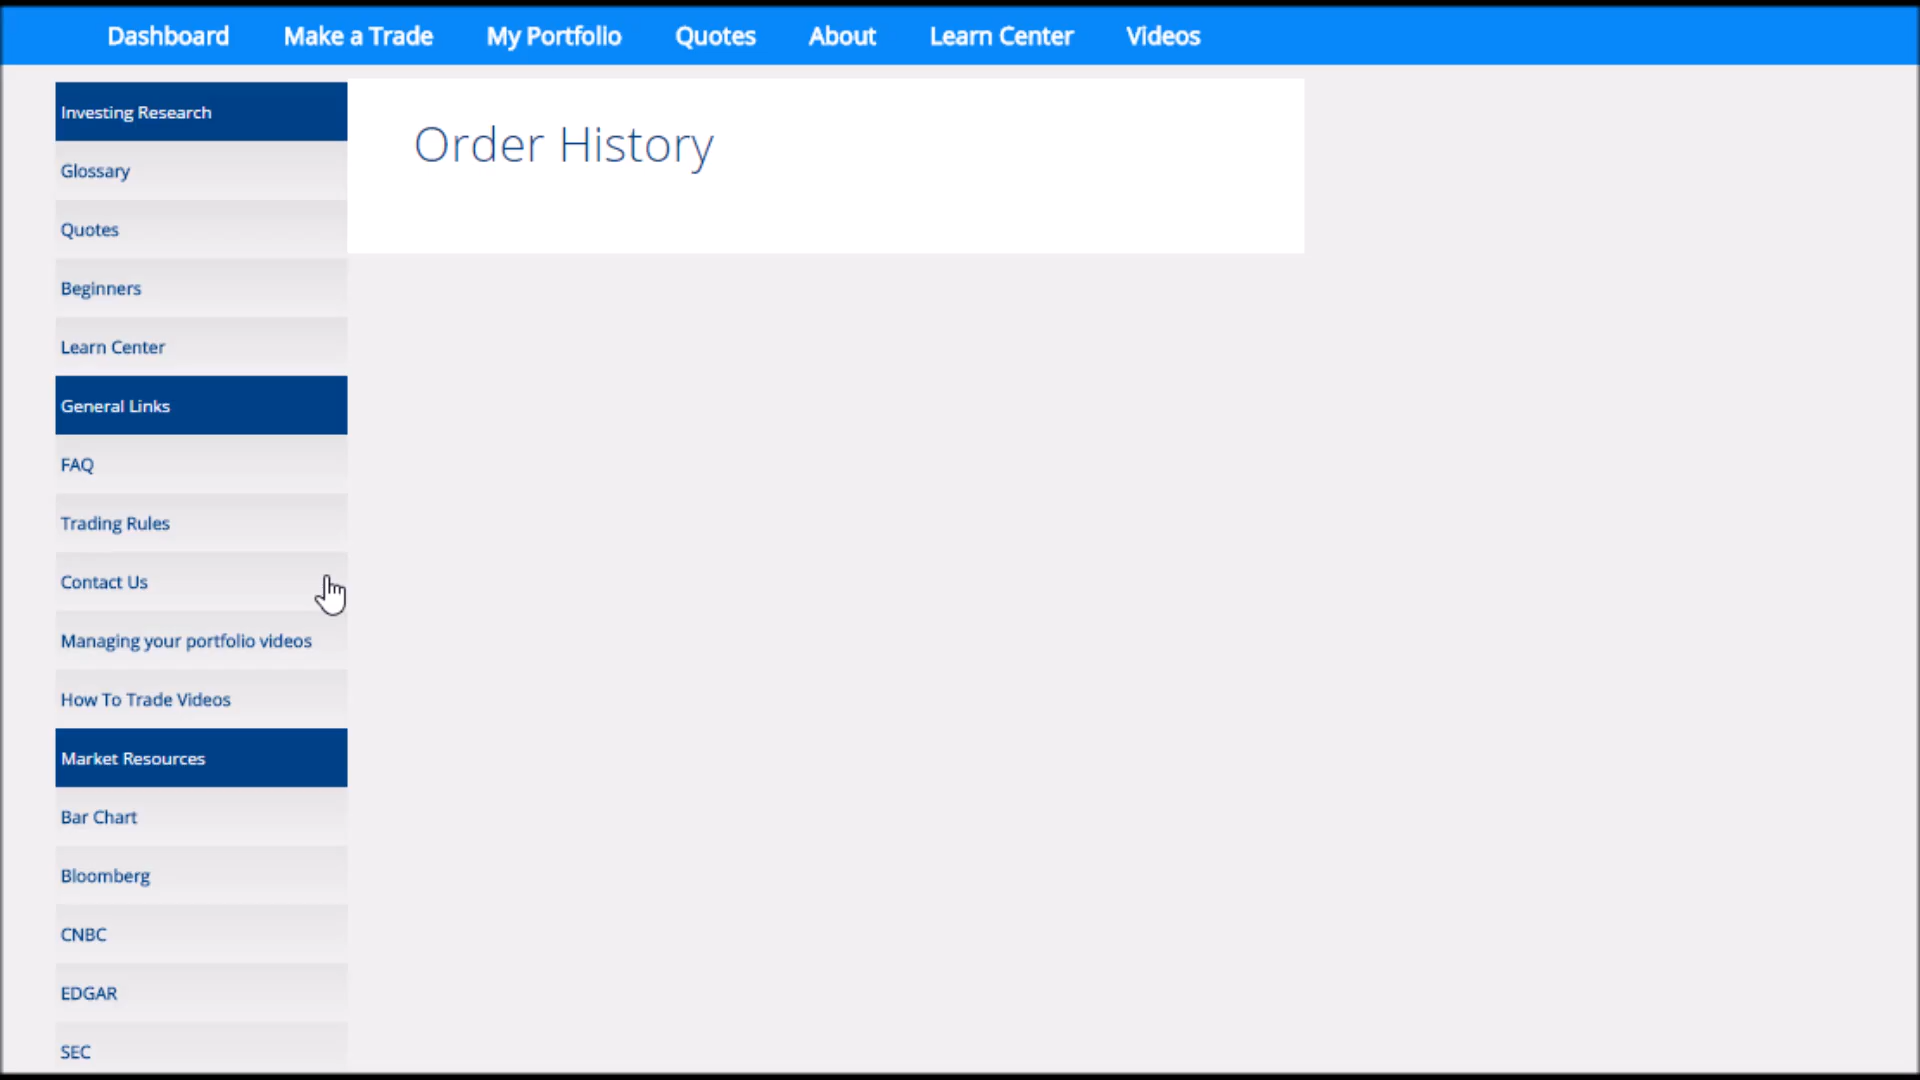 Dashboard Make a Trade My Portfolio Quotes About Learn Center Videos
Investing Research
Glossary
Quotes
Beginners
Learn Center
General Links
FAQ
Trading Rules
Contact Us
Managing your portfolio videos
How To Trade Videos
Market Resources
Bar Chart
Bloomberg
CNBC
EDGAR
SEC
Order History